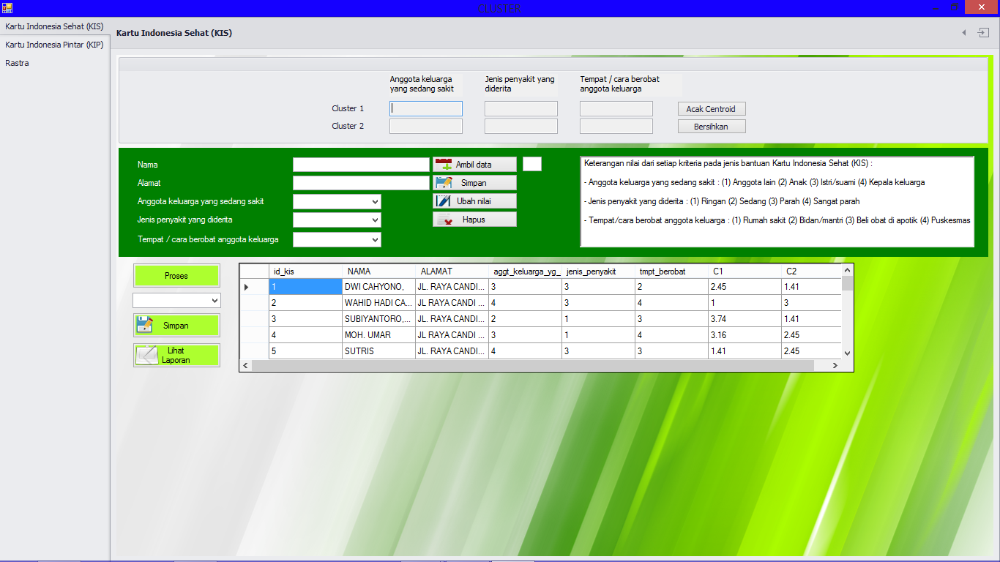 CLUSTER
Kartu Indonesia Sehat (KIS)
Kartu Indonesia Pintar (KIP)
Rastra
Kartu Indonesia Sehat (KIS)
Anggota keluarga
yang sedang sakit
Jenis penyakit yang
diderita
Tempat / cara berobat
anggota keluarga
Cluster 1
Acak Centroid
Cluster 2
Bersihkan
Nama
Ambil data
Alamat
Simpan
Anggota keluarga yang sedang sakit
Ubah nilai
Jenis penyakit yang diderita
Hapus
Tempat / cara berobat anggota keluarga
Keterangan nilai dari setiap kriteria pada jenis bantuan Kartu Indonesia Sehat (KIS) :
- Anggota keluarga yang sedang sakit : (1) Anggota lain (2) Anak (3) Istri/suami (4) Kepala keluarga
- Jenis penyakit yang diderita : (1) Ringan (2) Sedang (3) Parah (4) Sangat parah
- Tempat/cara berobat anggota keluarga : (1) Rumah sakit (2) Bidan/mantri (3) Beli obat di apotik (4) Puskesmas
Proses
Simpan
Lihat
Laporan
id_kis NAMA ALAMAT aggt_keluarga_yg_ jenis_penyakit tmpt_berobat C1 C2
1 DWI CAHYONO, JL. RAYA CANDI... 3 3 2 2.45 1.41
2 WAHID HADI CA... JL. RAYA CANDI ... 4 3 4 1 3
3 SUBIYANTORO,... JL. RAYA CANDI... 2 1 3 3.74 1.41
4 MOH. UMAR JL. RAYA CANDI ... 3 1 4 3.16 2.45
5 SUTRIS JL. RAYA CANDI... 4 3 3 1.41 2.45